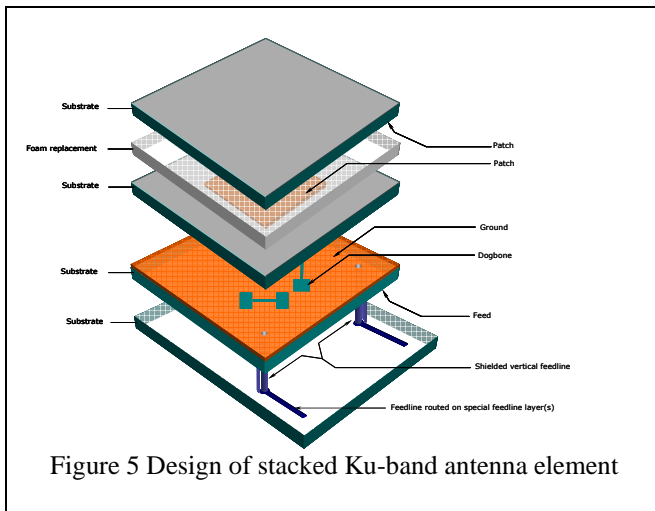 Substrate
Patch
Foam replacement
Patch
Substrate
Ground
Dogbone
Substrate
Feed
Substrate
Shielded vertical feedline
Feedline routed on special feedline layer(s)
Figure 5 Design of stacked Ku-band antenna element